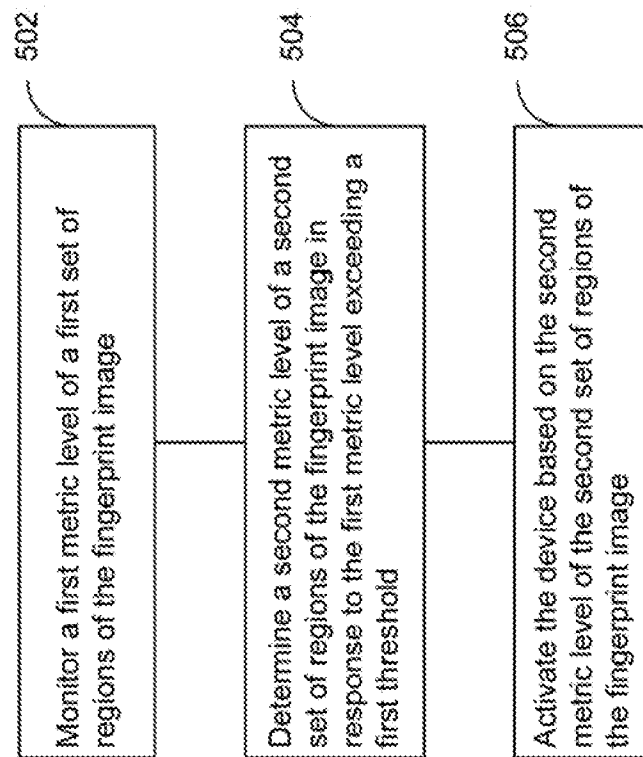 502
Monitor a first metric level of a first set of
regions of the fingerprint image
504
Determine a second metric level of a second
set of regions of the fingerprint image in
response to the first metric level exceeding a
first threshold
506
Activate the device based on the second
metric level of the second set of regions of
the fingerprint image